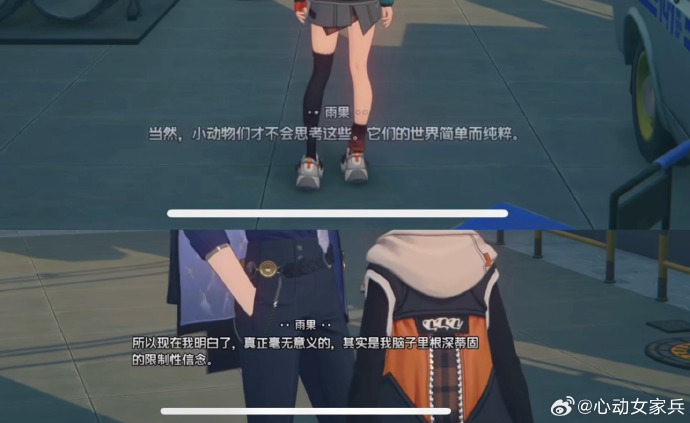 ·· 雨果 ··
当然，小动物们才不会思考这些。它们的世界简单而纯粹。
·· 雨果 ··
所以现在我明白了，真正毫无意义的，其实是我脑子里根深蒂固
的限制性信念。
@心动女家兵